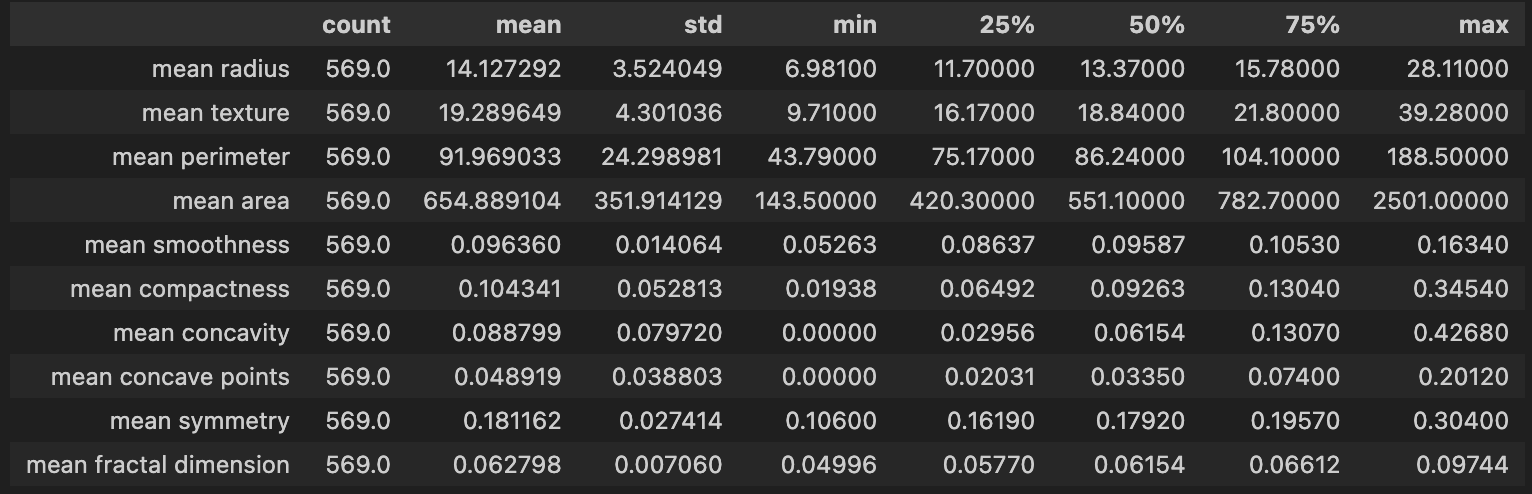 count mean std min 25% 50% 75% max
mean radius 569.0 14.127292 3.524049 6.98100 11.70000 13.37000 15.78000 28.11000
mean texture 569.0 19.289649 4.301036 9.71000 16.17000 18.84000 21.80000 39.28000
mean perimeter 569.0 91.969033 24.298981 43.79000 75.17000 86.24000 104.10000 188.50000
mean area 569.0 654.889104 351.914129 143.50000 420.30000 551.10000 782.70000 2501.00000
mean smoothness 569.0 0.096360 0.014064 0.05263 0.08637 0.09587 0.10530 0.16340
mean compactness 569.0 0.104341 0.052813 0.01938 0.06492 0.09263 0.13040 0.34540
mean concavity 569.0 0.088799 0.079720 0.00000 0.02956 0.06154 0.13070 0.42680
mean concave points 569.0 0.048919 0.038803 0.00000 0.02031 0.03350 0.07400 0.20120
mean symmetry 569.0 0.181162 0.027414 0.10600 0.16190 0.17920 0.19570 0.30400
mean fractal dimension 569.0 0.062798 0.007060 0.04996 0.05770 0.06154 0.06612 0.09744